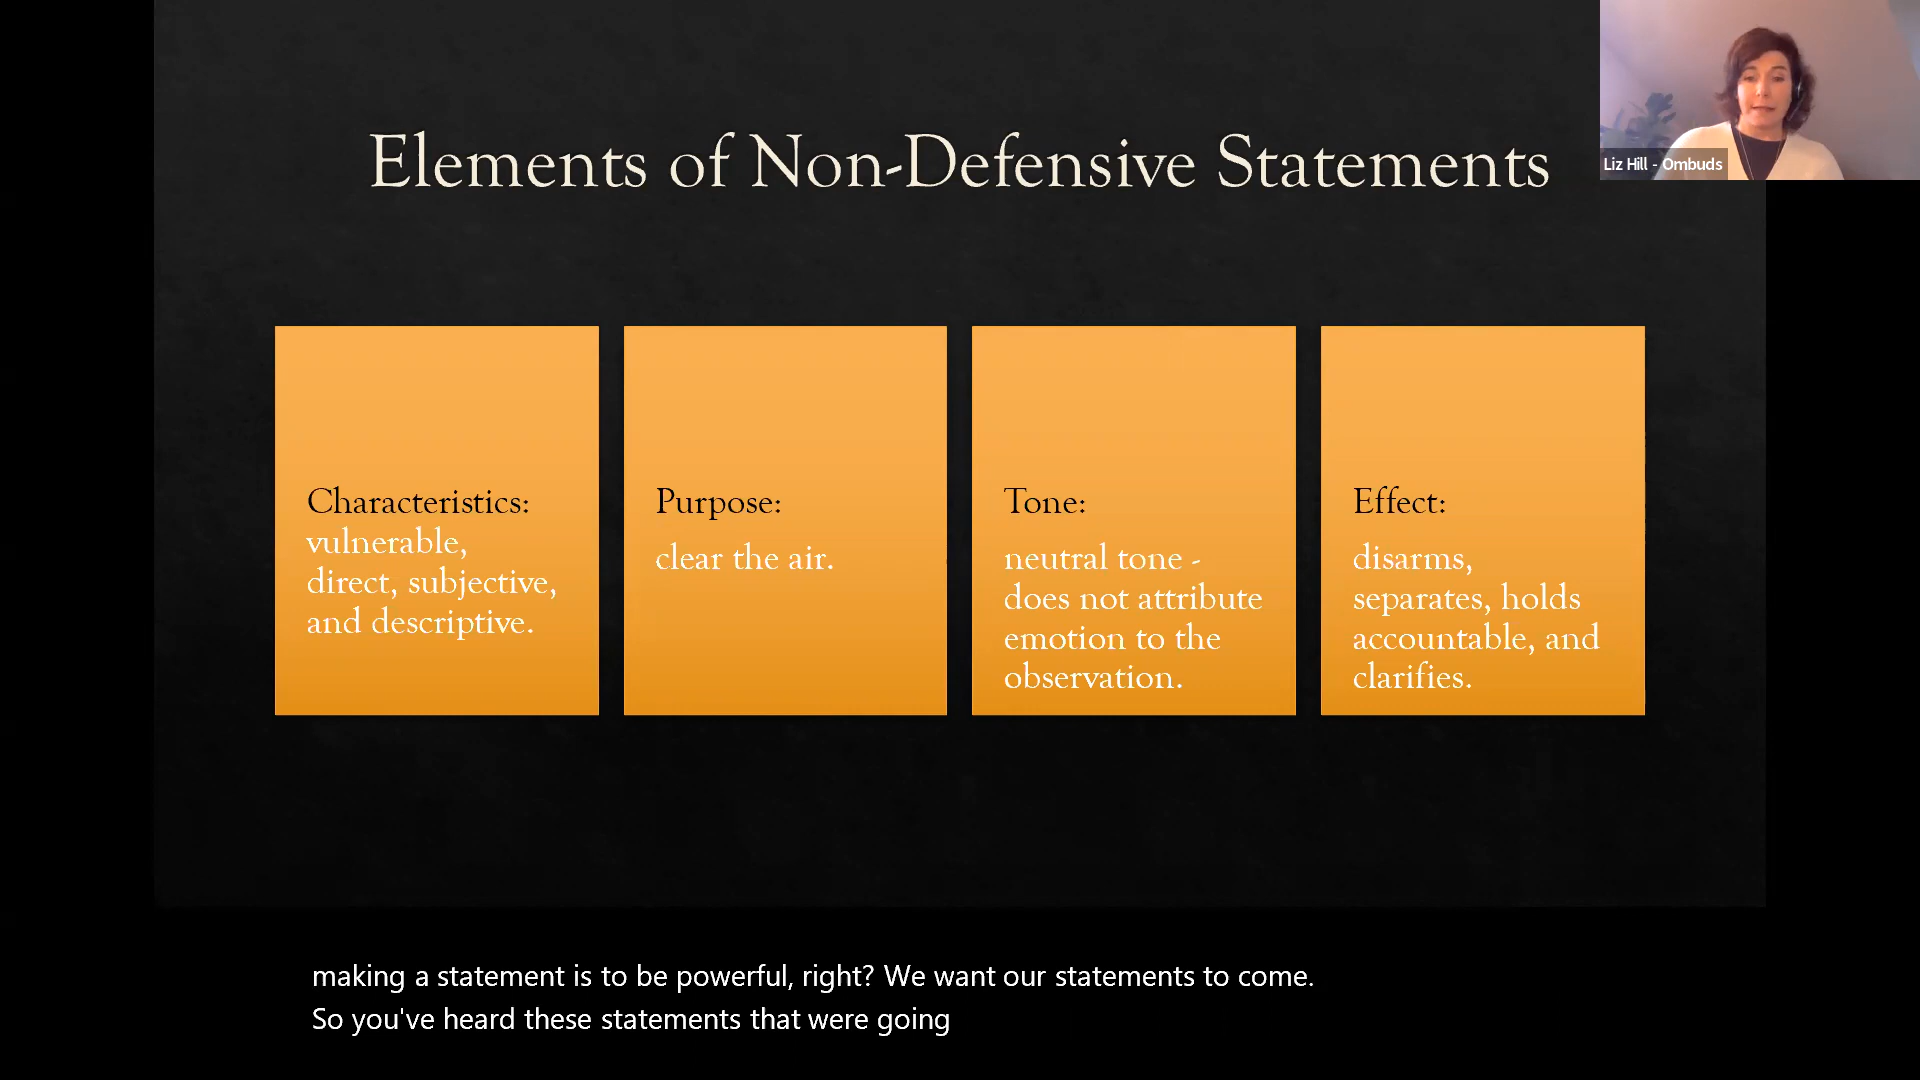 Elements of Non-Defensive Statements
Liz Hill - Ombuds
Characteristics:
vulnerable,
direct, subjective,
and descriptive.
Purpose:
clear the air.
Tone:
neutral tone -
does not attribute
emotion to the
observation.
Effect:
disarms,
separates, holds
accountable, and
clarifies.
making a statement is to be powerful, right? We want our statements to come.
So you've heard these statements that were going